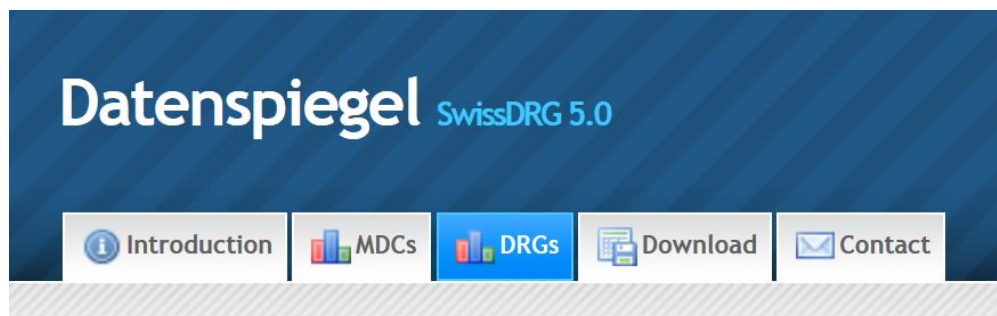 Datenspiegel SwissDRG 5.0
Introduction MDCs DRGs Download Contact